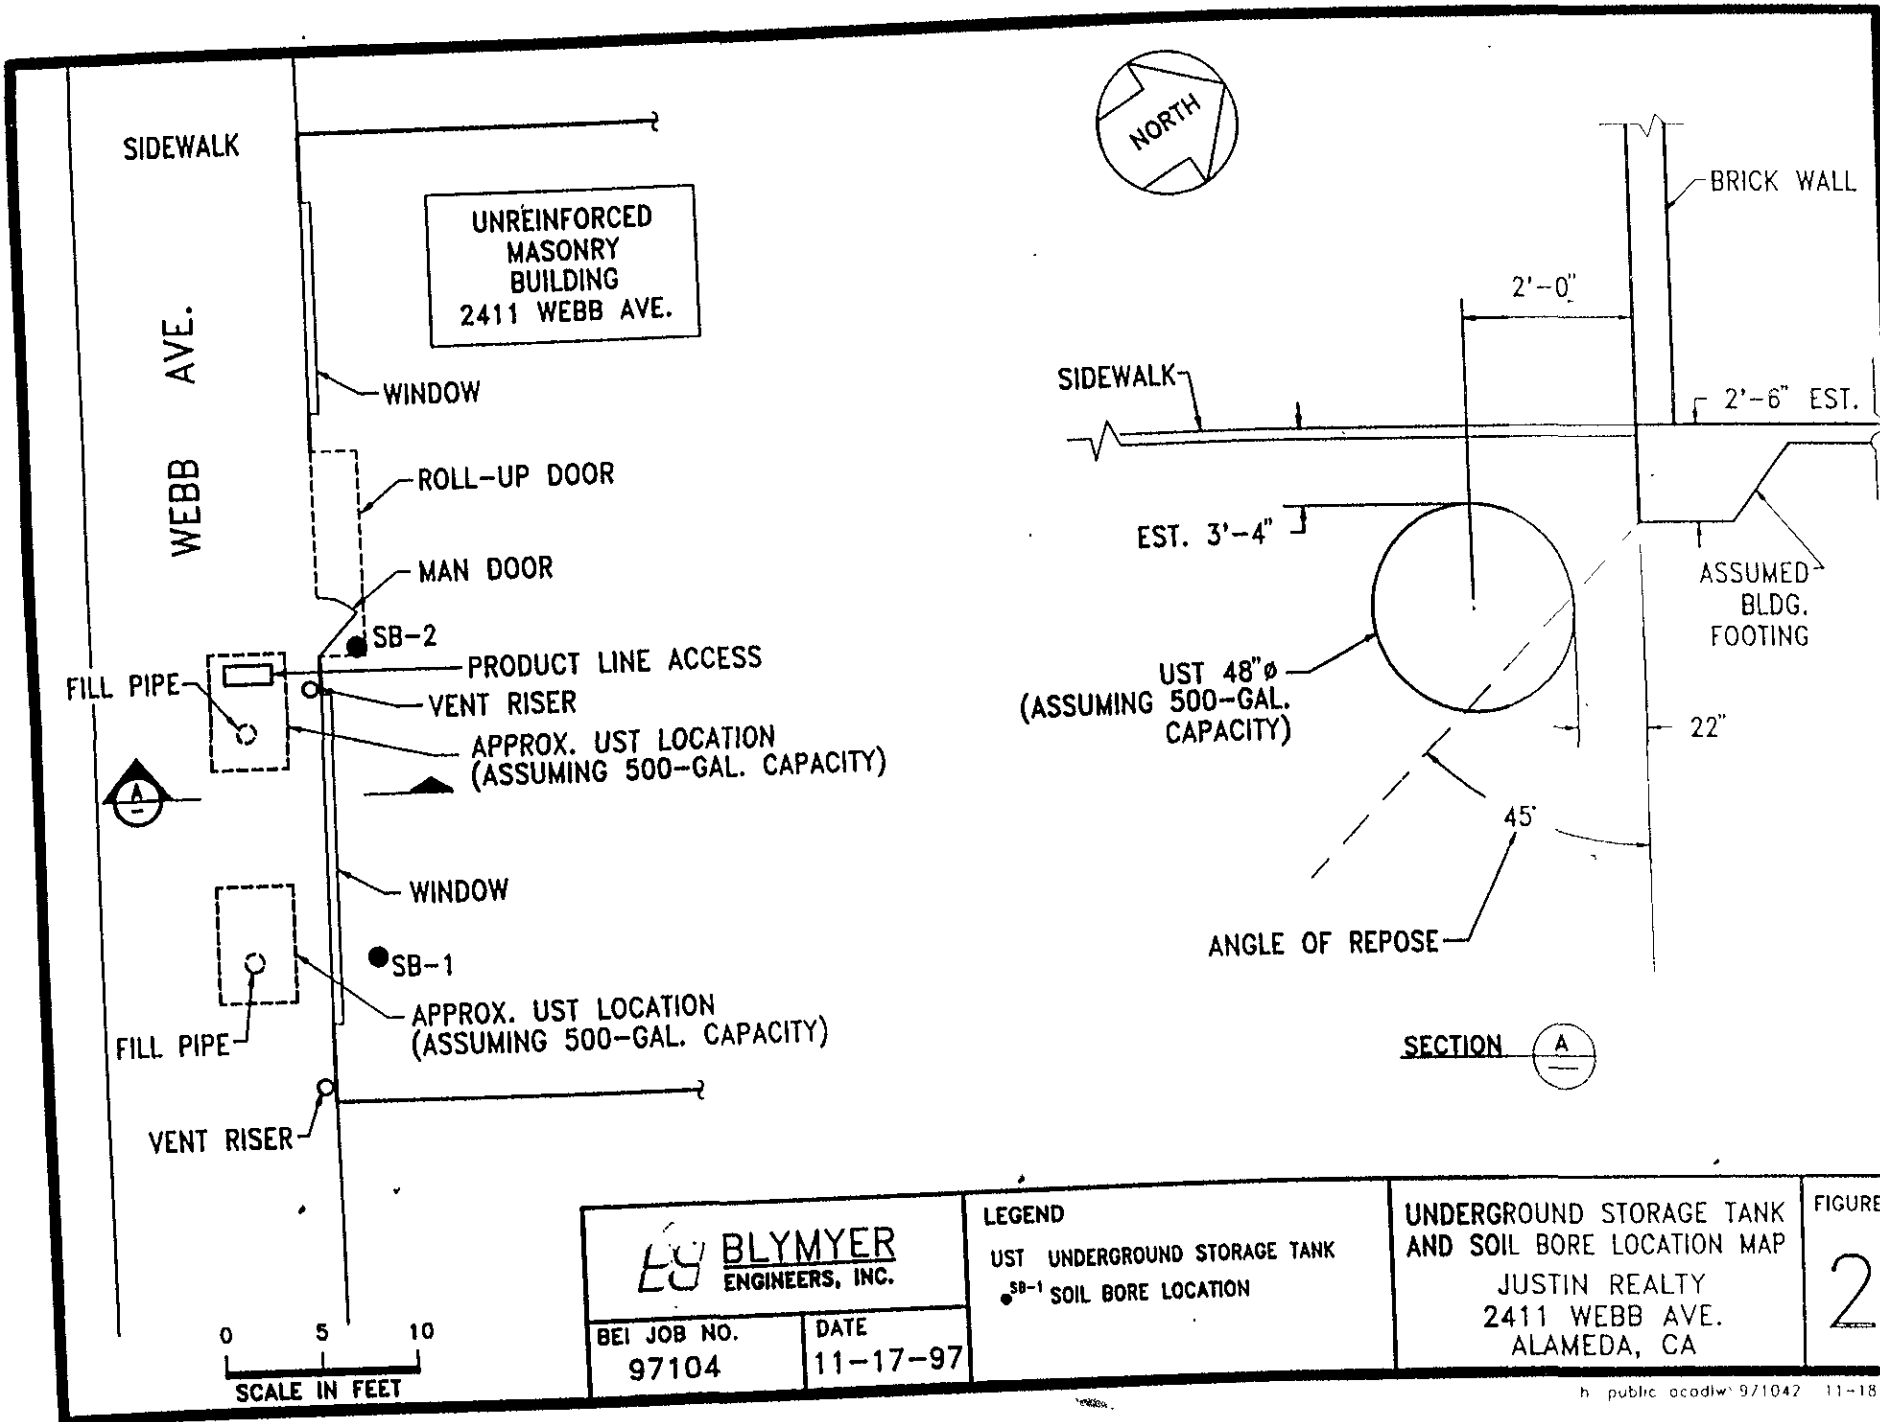 SIDEWALK
WEBB AVE.
UNREINFORCED
MASONRY
BUILDING
2411 WEBB AVE.
WINDOW
ROLL-UP DOOR
MAN DOOR
SB-2
PRODUCT LINE ACCESS
FILL PIPE
VENT RISER
APPROX. UST LOCATION
(ASSUMING 500-GAL. CAPACITY)
A
WINDOW
SB-1
APPROX. UST LOCATION
(ASSUMING 500-GAL. CAPACITY)
FILL PIPE
VENT RISER
0 5 10
SCALE IN FEET
NORTH
BRICK WALL
2'-0"
SIDEWALK
2'-6" EST.
EST. 3'-4"
ASSUMED
BLDG.
FOOTING
UST 48"ø
(ASSUMING 500-GAL.
CAPACITY)
22"
45°
ANGLE OF REPOSE
SECTION A
BLYMYER
ENGINEERS, INC.
BEI JOB NO.
97104
DATE
11-17-97
LEGEND
UST UNDERGROUND STORAGE TANK
SB-1 SOIL BORE LOCATION
UNDERGROUND STORAGE TANK
AND SOIL BORE LOCATION MAP
JUSTIN REALTY
2411 WEBB AVE.
ALAMEDA, CA
FIGURE
2
h public 971042 11-18